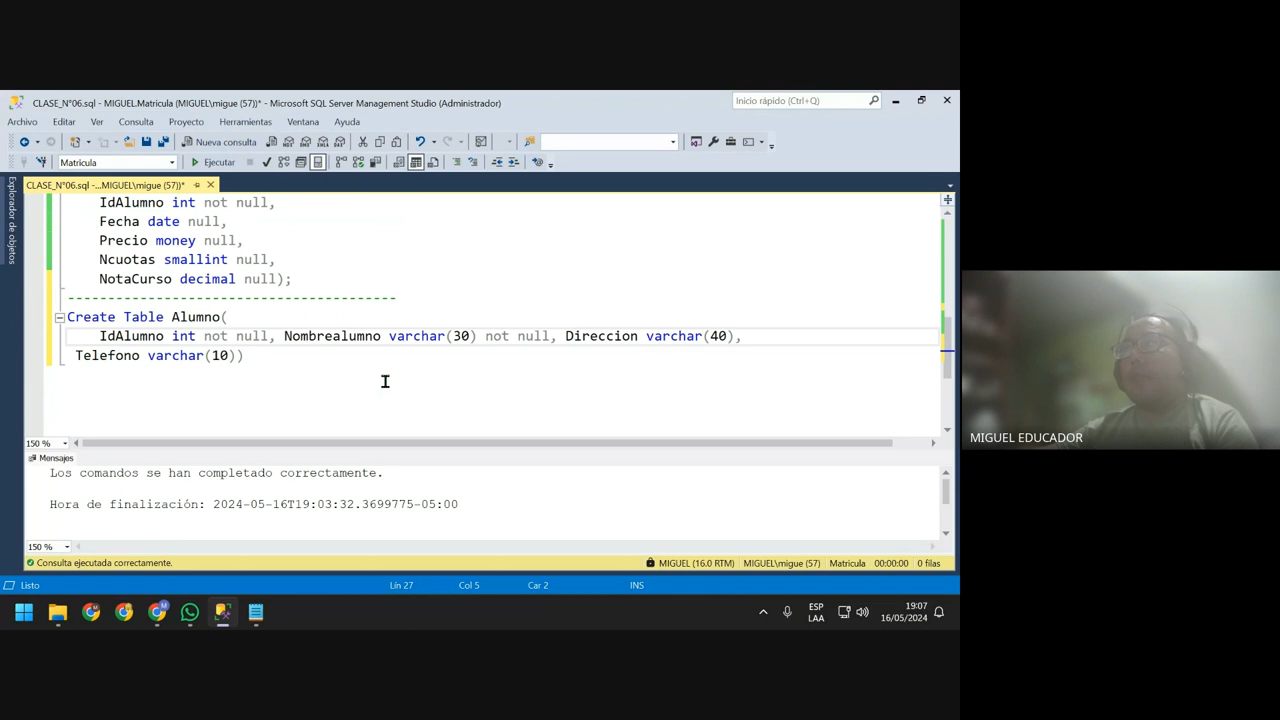 CLASE_N°06.sql - MIGUEL.Matricula (MIGUEL\migue (57))* - Microsoft SQL Server Management Studio (Administrador)
Inicio rápido (Ctrl+Q)
Archivo Editar Ver Consulta Proyecto Herramientas Ventana Ayuda
Nueva consulta
Matricula
Ejecutar
CLASE_N°06.sql -...MIGUEL\migue (57))*
Explorador de objetos
IdAlumno int not null,
Fecha date null,
Precio money null,
Ncuotas smallint null,
NotaCurso decimal null);
-----------------------------------------
Create Table Alumno(
IdAlumno int not null, Nombrealumno varchar(30) not null, Direccion varchar(40),
Telefono varchar(10))
150 %
Mensajes
Los comandos se han completado correctamente.
Hora de finalización: 2024-05-16T19:03:32.3699775-05:00
150 %
Consulta ejecutada correctamente.
MIGUEL (16.0 RTM) MIGUEL\migue (57) Matricula 00:00:00 0 filas
Listo
Lín 27 Col 5 Car 2 INS
ESP
LAA
19:07
16/05/2024
MIGUEL EDUCADOR